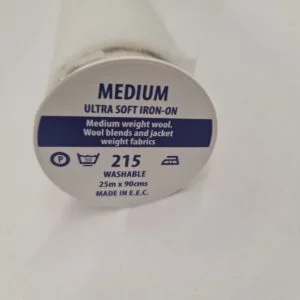 MEDIUM
ULTRA SOFT IRON-ON
Medium weight wool.
Wool blends and jacket
weight fabrics
P 215
WASHABLE
25m x 90cms
MADE IN E.E.C.